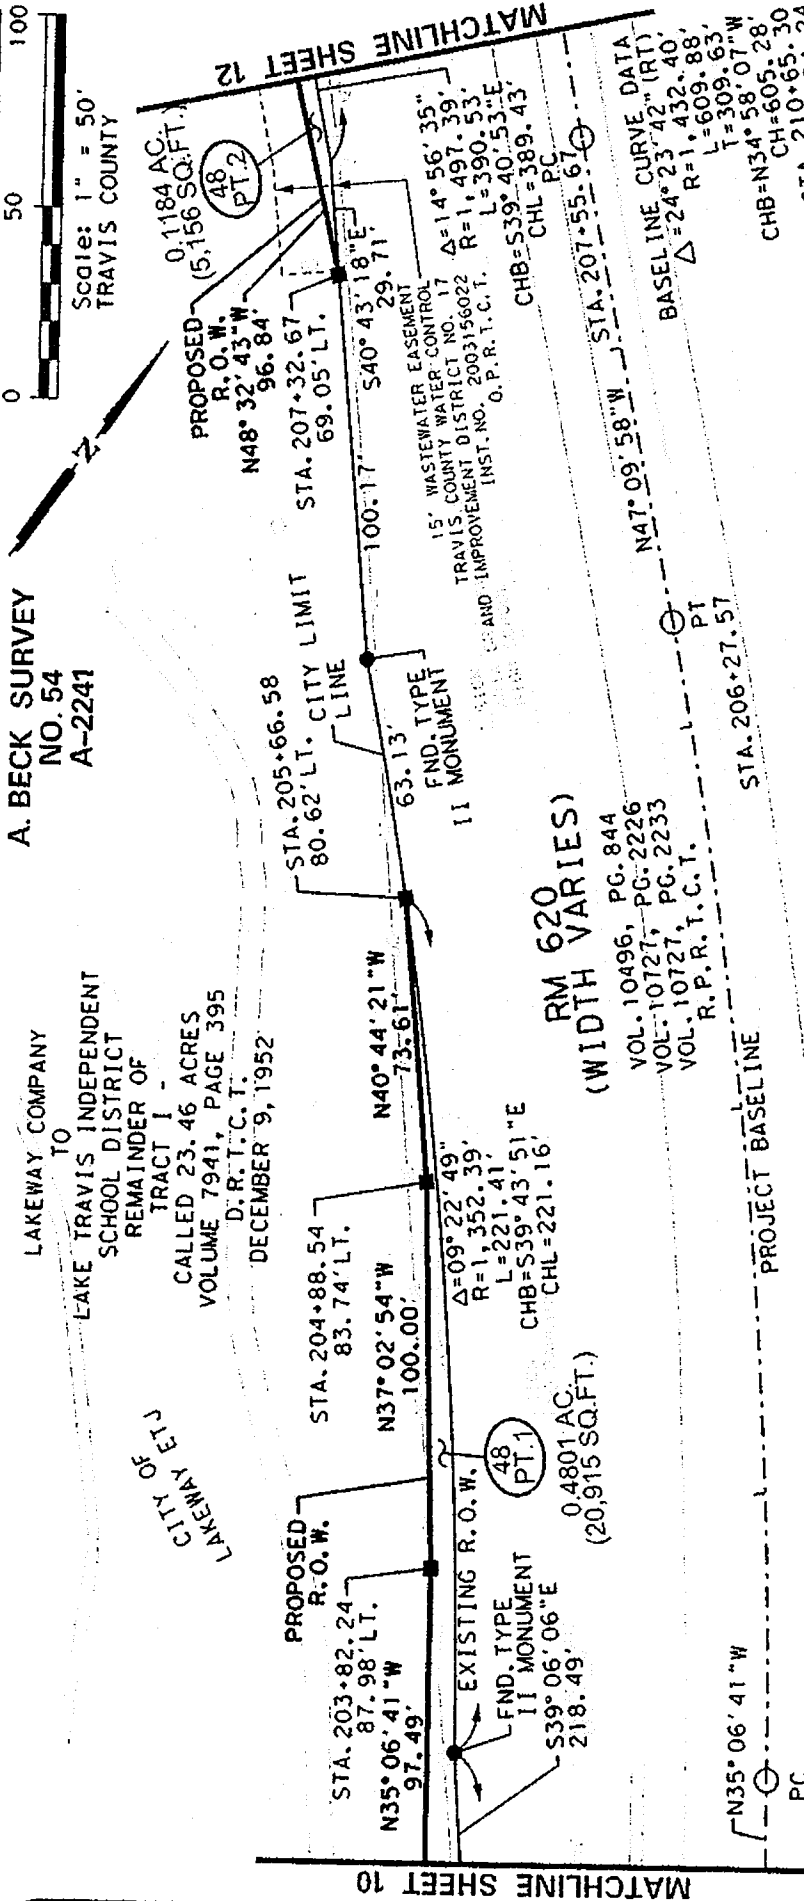 A. BECK SURVEY
NO. 54
A-2241
0
50
100
Scale: 1" = 50'
TRAVIS COUNTY
Z
LAKEWAY COMPANY
TO
LAKE TRAVIS INDEPENDENT
SCHOOL DISTRICT
REMAINDER OF
TRACT I -
CALLED 23.46 ACRES
VOLUME 7941, PAGE 395
D.R.T.C.T.
DECEMBER 9, 1952
CITY OF
LAKEWAY ETJ
PROPOSED
R.O.W.
STA. 203+82.24
87.98' LT.
N35°06'41"W
97.49'
STA. 204+88.54
83.74' LT.
N37°02'54"W
100.00'
N40°44'21"W
73.61'
STA. 205+66.58
80.62' LT.
CITY LIMIT
LINE
63.13'
FND. TYPE
II MONUMENT
100.17'
STA. 207+32.67
69.05' LT.
PROPOSED
R.O.W.
N48°32'43"W
96.84'
0.1184 AC.
(5,156 SQ.FT.)
48
PT.2
S40°43'18"E
29.71'
15' WASTEWATER EASEMENT
TRAVIS COUNTY WATER CONTROL
AND IMPROVEMENT DISTRICT NO. 17
INST. NO. 2003156022
O.P.R.T.C.T.
Δ=14°56'35"
R=1,497.39'
L=390.53'
CHB=S39°40'53"E
CHL=389.43'
MATCHLINE SHEET 12
Δ=09°22'49"
R=1,352.39'
L=221.41'
CHB=S39°43'51"E
CHL=221.16'
48
PT.1
0.4801 AC.
(20,915 SQ.FT.)
EXISTING R.O.W.
FND. TYPE
II MONUMENT
S39°06'06"E
218.49'
RM 620
(WIDTH VARIES)
VOL. 10496, PG. 844
VOL. 10727, PG. 2226
VOL. 10727, PG. 2233
R.P.R.T.C.T.
N35°06'41"W
PC
PROJECT BASELINE
STA. 206+27.57
PT
N47°09'58"W
PC
STA. 207+55.67
BASELINE CURVE DATA
Δ=24°23'42" (RT)
R=1,432.40'
L=609.88'
T=309.63'
CHB=N34°58'07"W
CH=605.28'
STA. 210+65.30
MATCHLINE SHEET 10